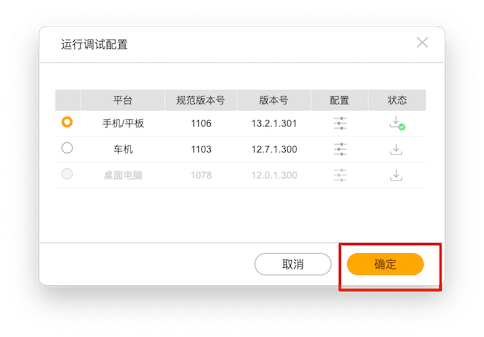 运行调试配置
平台 规范版本号 版本号 配置 状态
手机/平板 1106 13.2.1.301
车机 1103 12.7.1.300
桌面电脑 1078 12.0.1.300
取消 确定